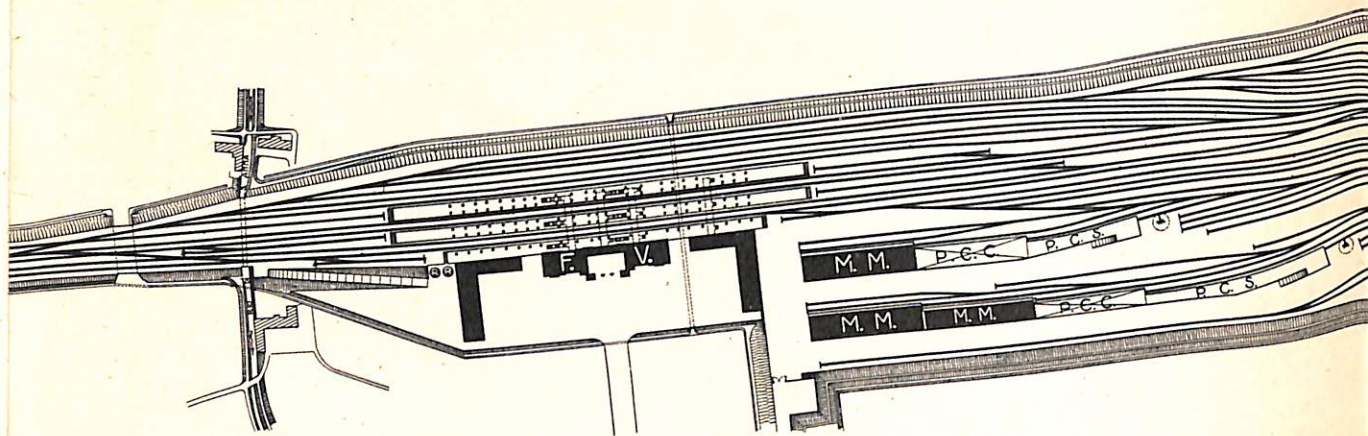 F. V.
M. M. P. C. C. P. C. S.
M. M. M. M. P. C. C. P. C. S.